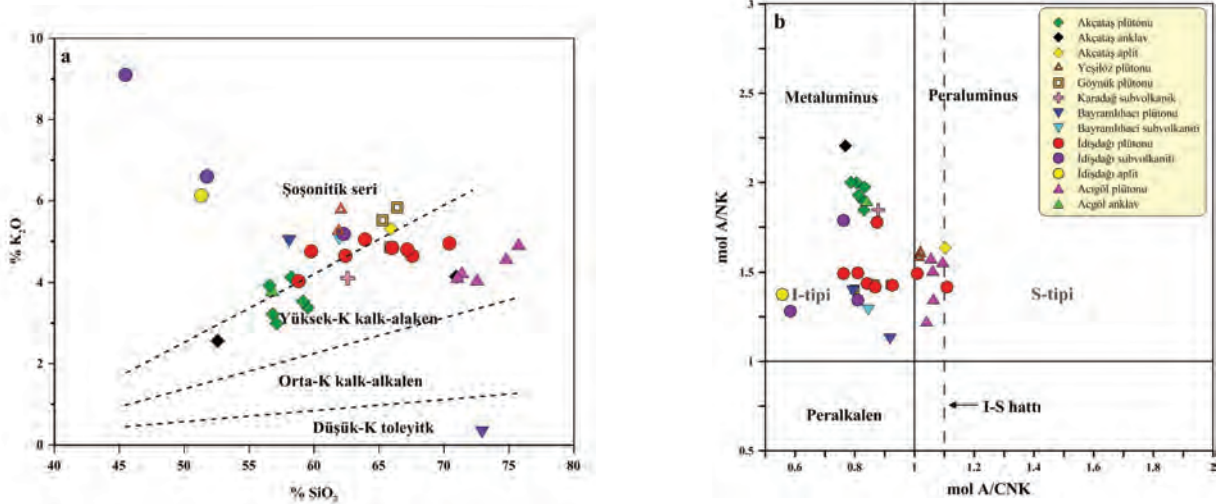 a
10
8
6
4
2
0
% K₂O
Şoşonitik seri
Yüksek-K kalk-alaken
Orta-K kalk-alkalen
Düşük-K toleyitk
40 45 50 55 60 65 70 75 80
% SiO₂
b
3
2.5
2
1.5
1
0.5
mol A/NK
Metaluminus
Peraluminus
I-tipi
S-tipi
Peralkalen
I-S hattı
0.6 0.8 1 1.2 1.4 1.6 1.8 2
mol A/CNK
Akçataş plütonu
Akçataş anklav
Akçataş aplit
Yeşilöz plütonu
Göynük plütonu
Karadağ subvolkanik
Bayramlıhacı plütonu
Bayramlıhaci subvolkaniti
İdişdağı plütonu
İdişdağı subvolkaniti
İdişdağı aplit
Acıgöl plütonu
Acgöl anklav